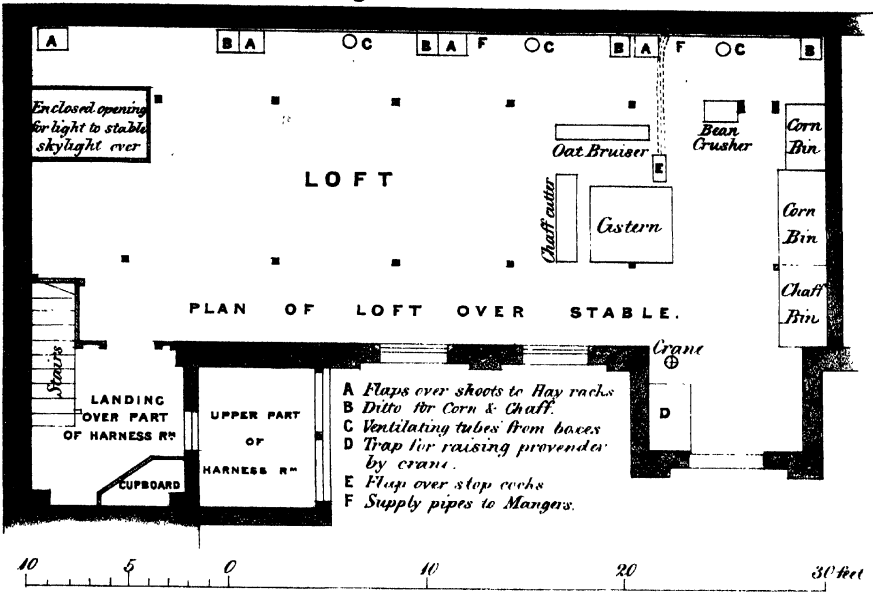 A
B A
C
B A
F
C
B A
F
C
B
Enclosed opening
for light to stable
skylight over
Oat Bruiser
Bean
Crusher
Corn
Bin
E
LOFT
Chaff cutter
Cistern
Corn
Bin
Chaff
Bin
PLAN OF LOFT OVER STABLE.
Stairs
Crane
LANDING
OVER PART
OF HARNESS RM
UPPER PART
OF
HARNESS RM
CUPBOARD
D
A Flaps over shoots to Hay racks
B Ditto for Corn & Chaff.
C Ventilating tubes from boxes
D Trap for raising provender
by crane.
E Flap over stop cocks
F Supply pipes to Mangers.
10 5 0 10 20 30 feet